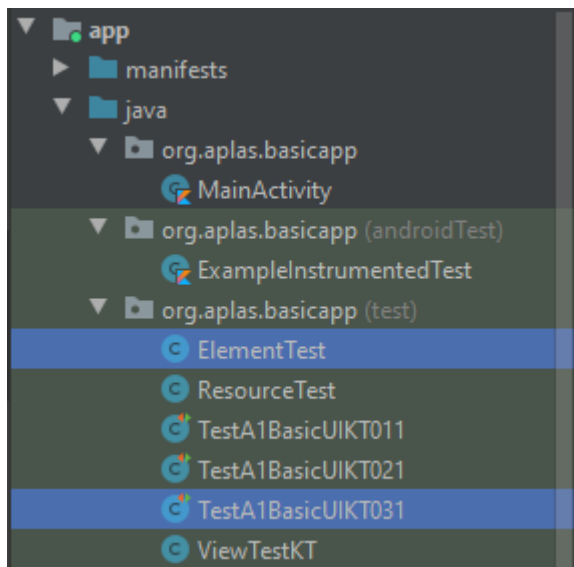 app
manifests
java
org.aplas.basicapp
MainActivity
org.aplas.basicapp (androidTest)
ExampleInstrumentedTest
org.aplas.basicapp (test)
ElementTest
ResourceTest
TestA1BasicUIKT011
TestA1BasicUIKT021
TestA1BasicUIKT031
ViewTestKT